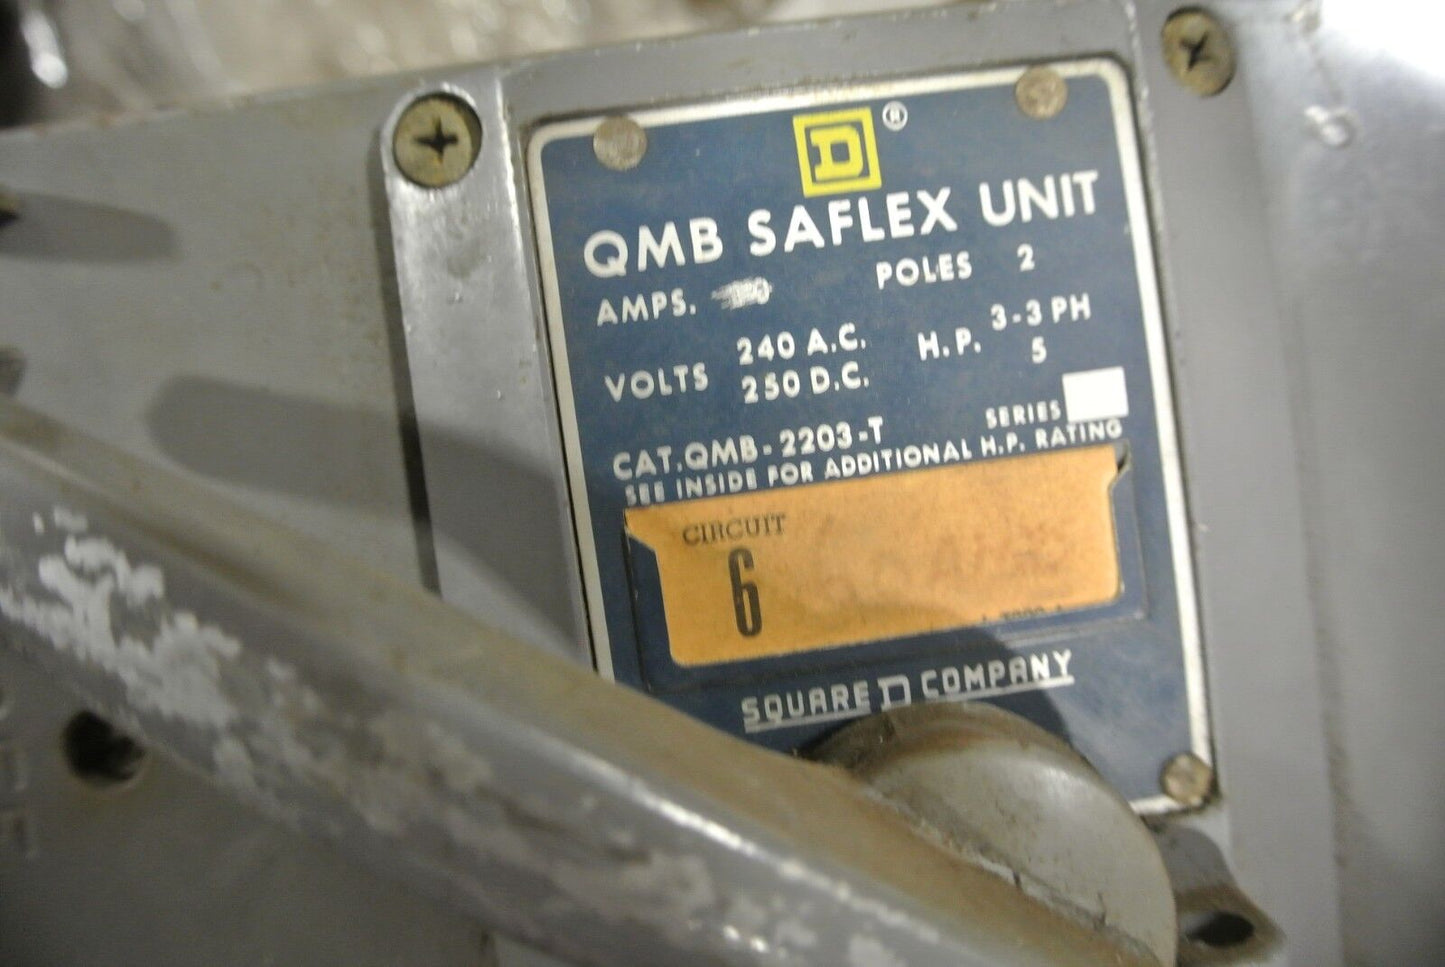 D ®
QMB SAFLEX UNIT
AMPS. POLES 2
VOLTS 240 A.C. H.P. 3-3 PH
250 D.C. 5
CAT. QMB-2203-T SERIES
SEE INSIDE FOR ADDITIONAL H.P. RATING
CIRCUIT
6
SQUARE D COMPANY